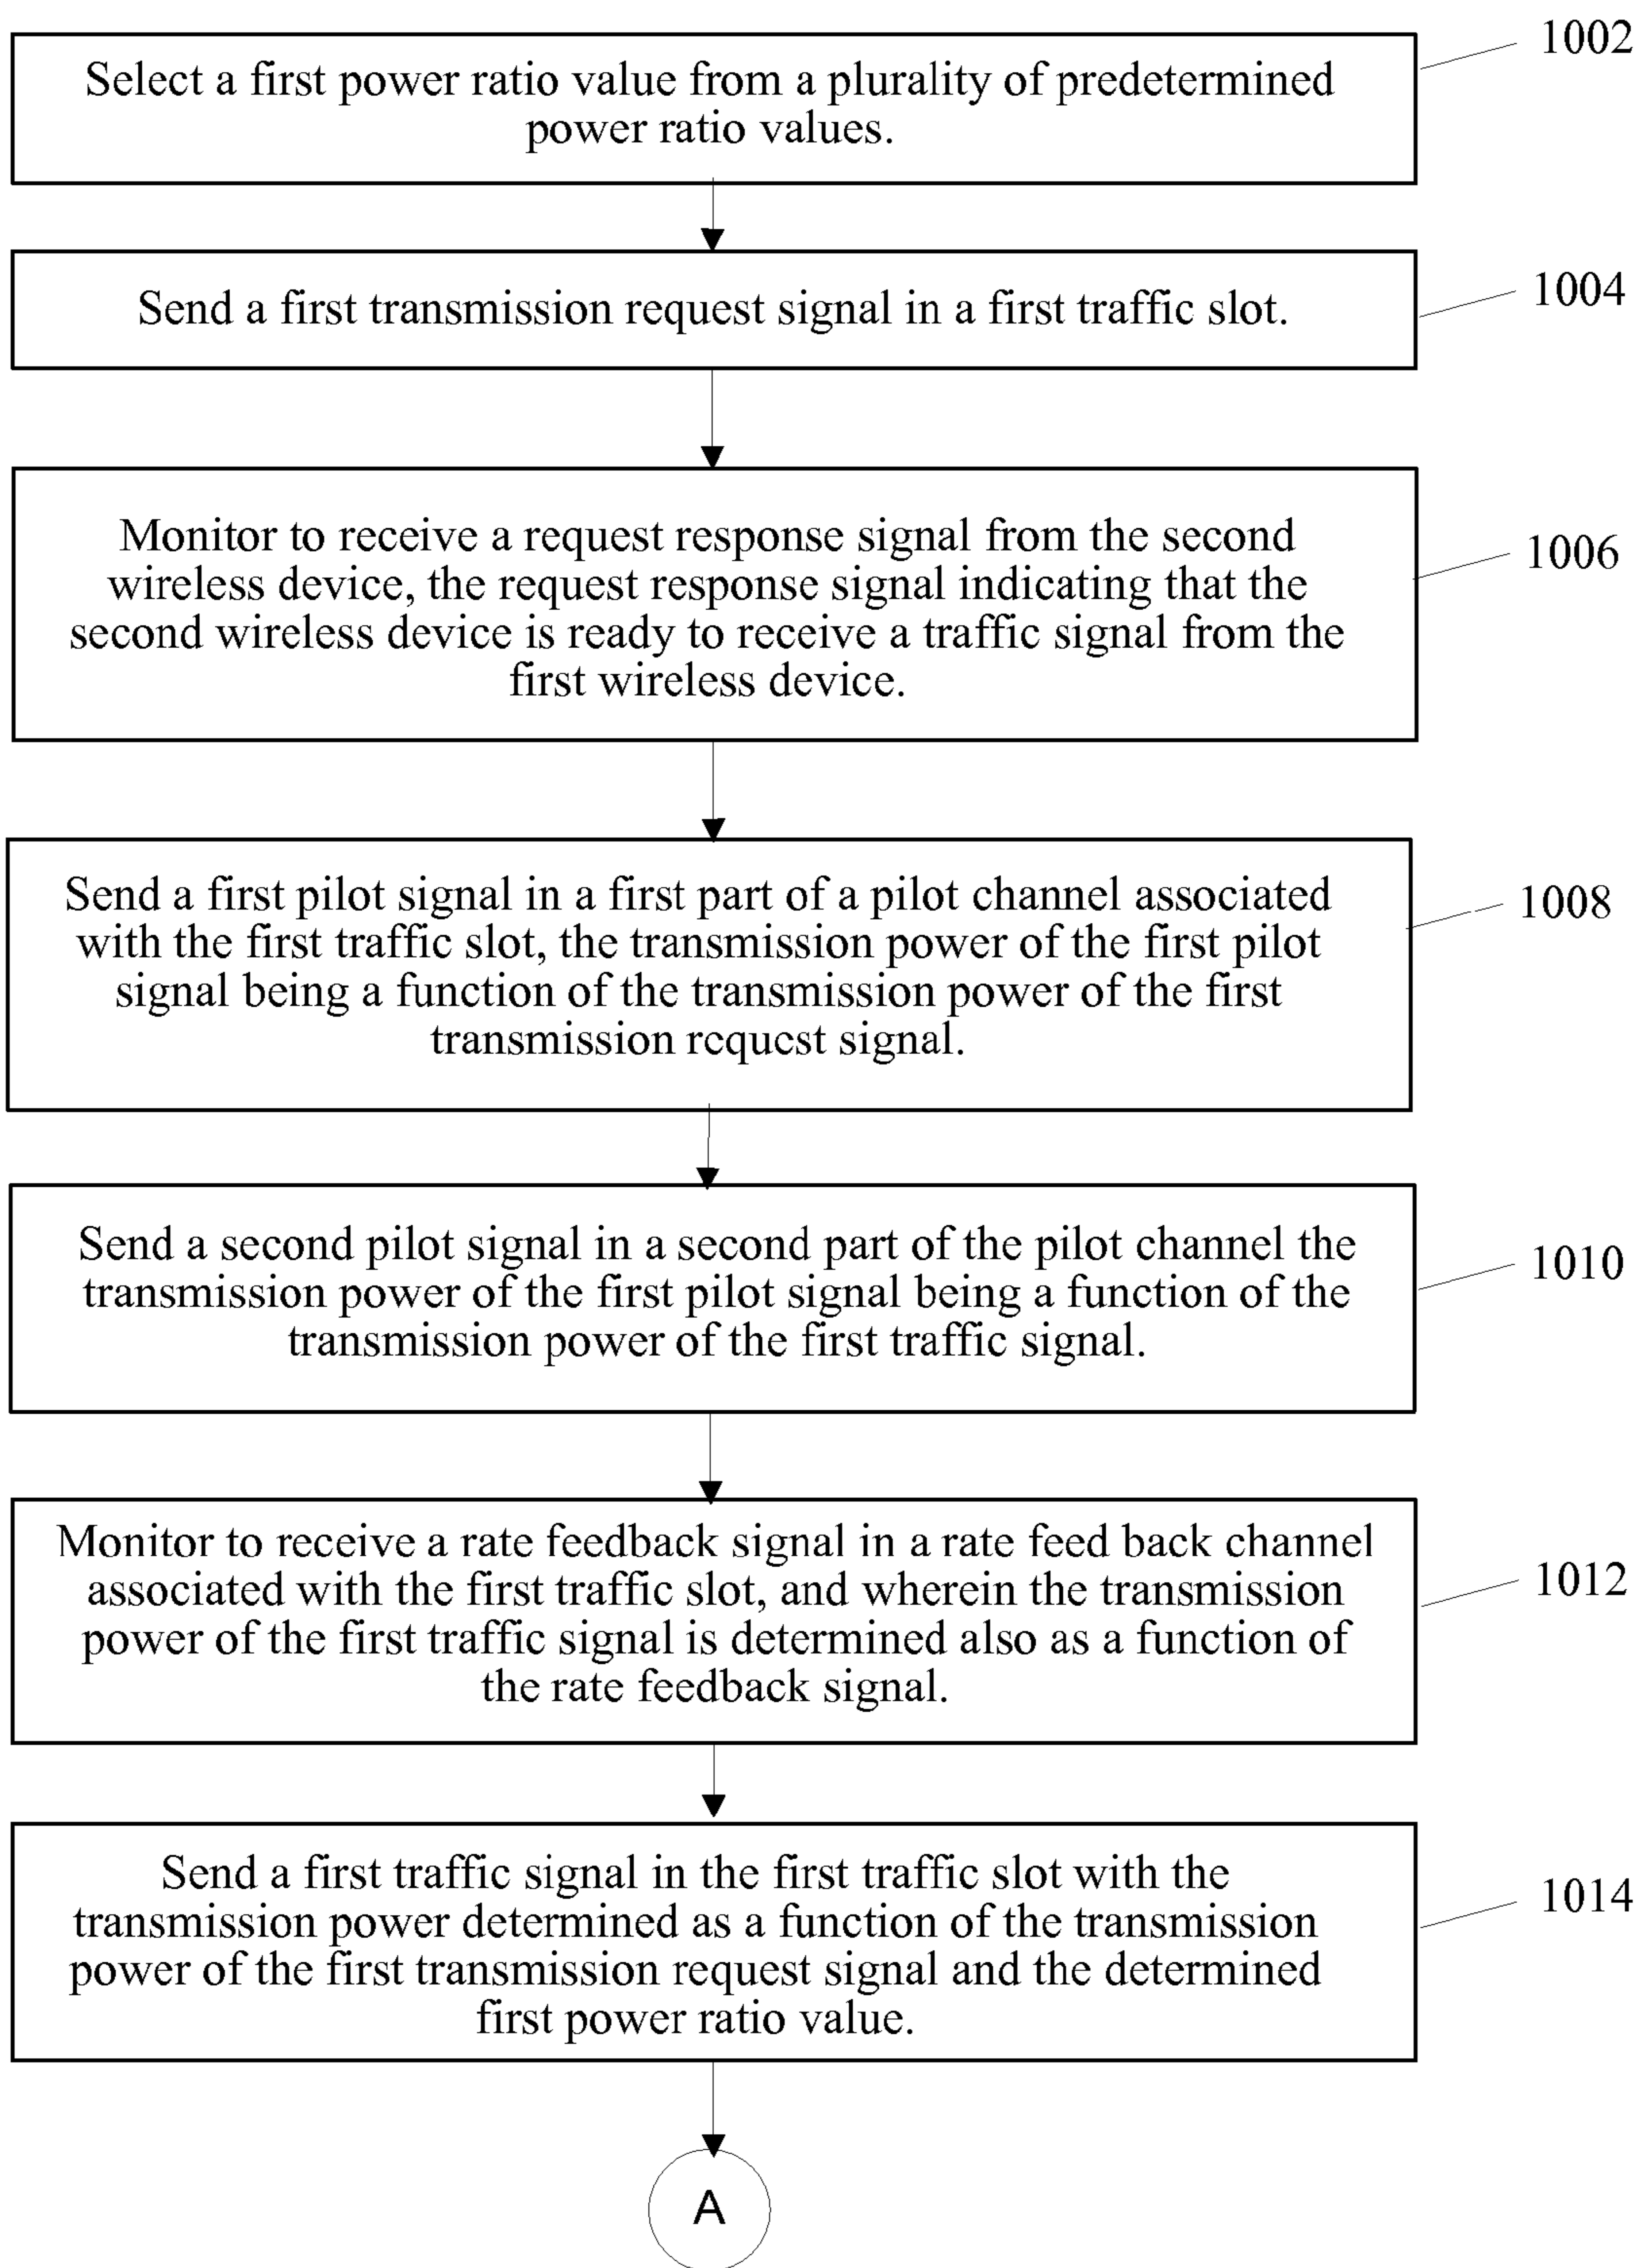 1002
Select a first power ratio value from a plurality of predetermined
power ratio values.
1004
Send a first transmission request signal in a first traffic slot.
1006
Monitor to receive a request response signal from the second
wireless device, the request response signal indicating that the
second wireless device is ready to receive a traffic signal from the
first wireless device.
1008
Send a first pilot signal in a first part of a pilot channel associated
with the first traffic slot, the transmission power of the first pilot
signal being a function of the transmission power of the first
transmission request signal.
1010
Send a second pilot signal in a second part of the pilot channel the
transmission power of the first pilot signal being a function of the
transmission power of the first traffic signal.
1012
Monitor to receive a rate feedback signal in a rate feed back channel
associated with the first traffic slot, and wherein the transmission
power of the first traffic signal is determined also as a function of
the rate feedback signal.
1014
Send a first traffic signal in the first traffic slot with the
transmission power determined as a function of the transmission
power of the first transmission request signal and the determined
first power ratio value.
A